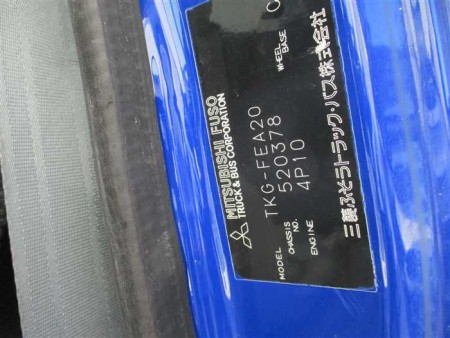 MITSUBISHI FUSO
TRUCK & BUS CORPORATION
MODEL TKG-FEA20
CHASSIS NO. 520378 WHEEL BASE
ENGINE 4P10
三菱ふそうトラック・バス株式会社